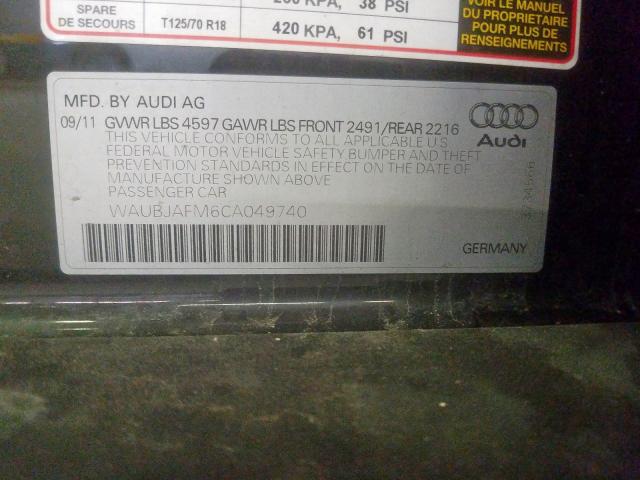 KPA, 38 PSI
SPARE
DE SECOURS
T125/70 R18
420 KPA, 61 PSI
VOIR LE MANUEL
DU PROPRIETAIRE
POUR PLUS DE
RENSEIGNEMENTS
MFD. BY AUDI AG
09/11 GVWR LBS 4597 GAWR LBS FRONT 2491/REAR 2216
THIS VEHICLE CONFORMS TO ALL APPLICABLE U.S
FEDERAL MOTOR VEHICLE SAFETY BUMPER AND THEFT
PREVENTION STANDARDS IN EFFECT ON THE DATE OF
MANUFACTURE SHOWN ABOVE
PASSENGER CAR
WAUBJAFM6CA049740
Audi
GERMANY